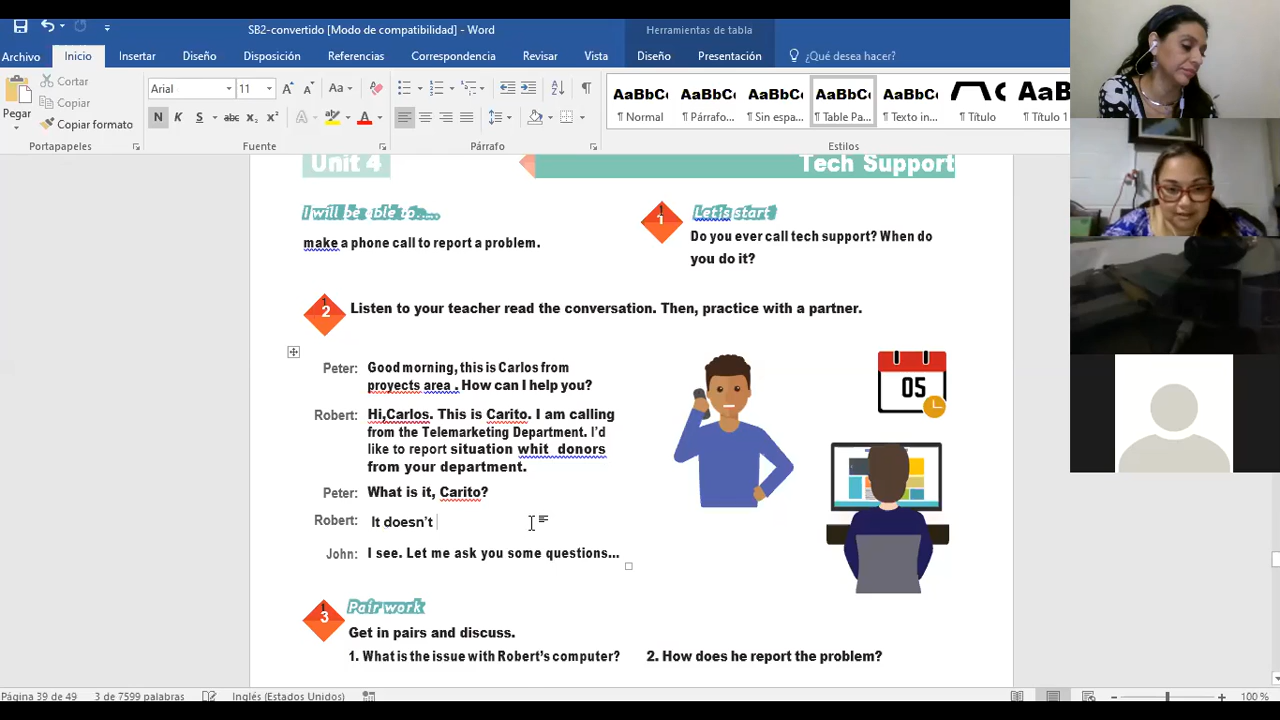 SB2-convertido [Modo de compatibilidad] - Word
Herramientas de tabla
Archivo Inicio Insertar Diseño Disposición Referencias Correspondencia Revisar Vista Diseño Presentación ¿Qué desea hacer?
Pegar
Cortar
Copiar
Copiar formato
Arial 11
N K S abc x₂ x²
Aa
AaBbCc AaBbCc AaBbCc AaBbCc AaBbCc
¶ Normal ¶ Párrafo... ¶ Sin espa... ¶ Table Pa... ¶ Texto in... ¶ Título ¶ Título 1
Portapapeles Fuente Párrafo Estilos
Unit 4
Tech Support
I will be able to....
make a phone call to report a problem.
1
Let's start
Do you ever call tech support? When do
you do it?
2
Listen to your teacher read the conversation. Then, practice with a partner.
Peter: Good morning, this is Carlos from
proyects area . How can I help you?
Robert: Hi,Carlos. This is Carito. I am calling
from the Telemarketing Department. I'd
like to report situation whit donors
from your department.
Peter: What is it, Carito?
Robert: It doesn't
John: I see. Let me ask you some questions...
05
3
Pair work
Get in pairs and discuss.
1. What is the issue with Robert's computer?
2. How does he report the problem?
Página 39 de 49 3 de 7599 palabras Inglés (Estados Unidos) 100 %